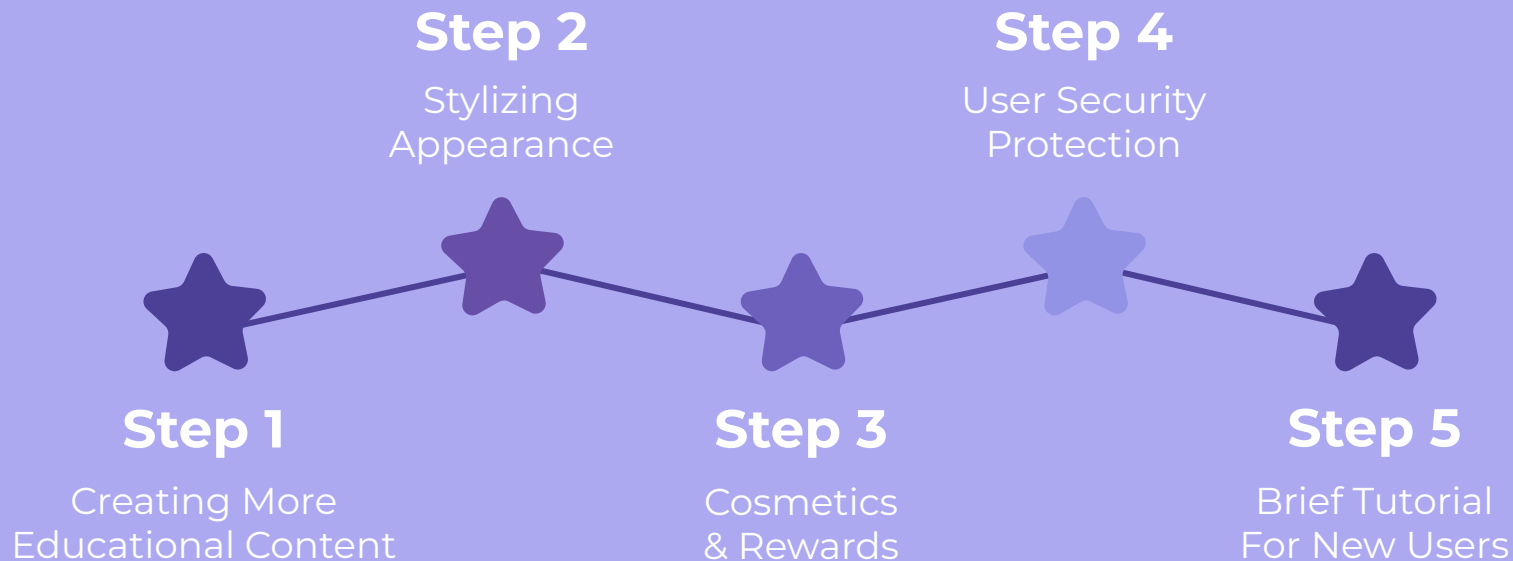 Step 1
Creating More
Educational Content
Step 2
Stylizing
Appearance
Step 3
Cosmetics
& Rewards
Step 4
User Security
Protection
Step 5
Brief Tutorial
For New Users